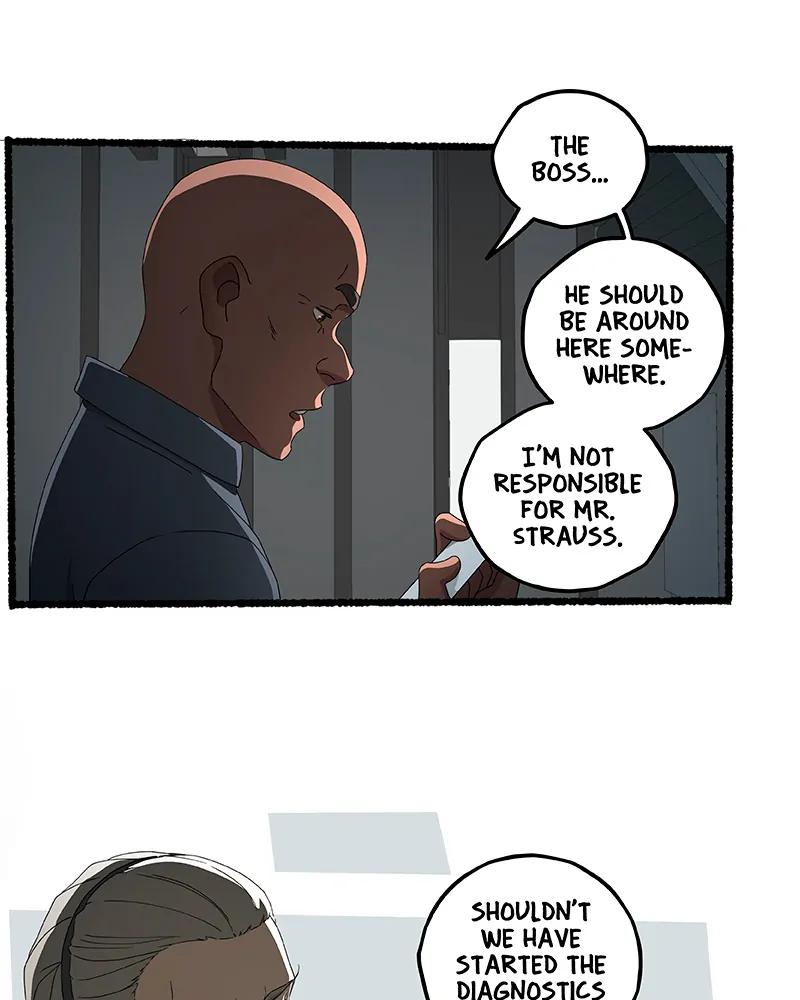 THE
BOSS...
HE SHOULD
BE AROUND
HERE SOME-
WHERE.
I'M NOT
RESPONSIBLE
FOR MR.
STRAUSS.
SHOULDN'T
WE HAVE
STARTED THE
DIAGNOSTICS